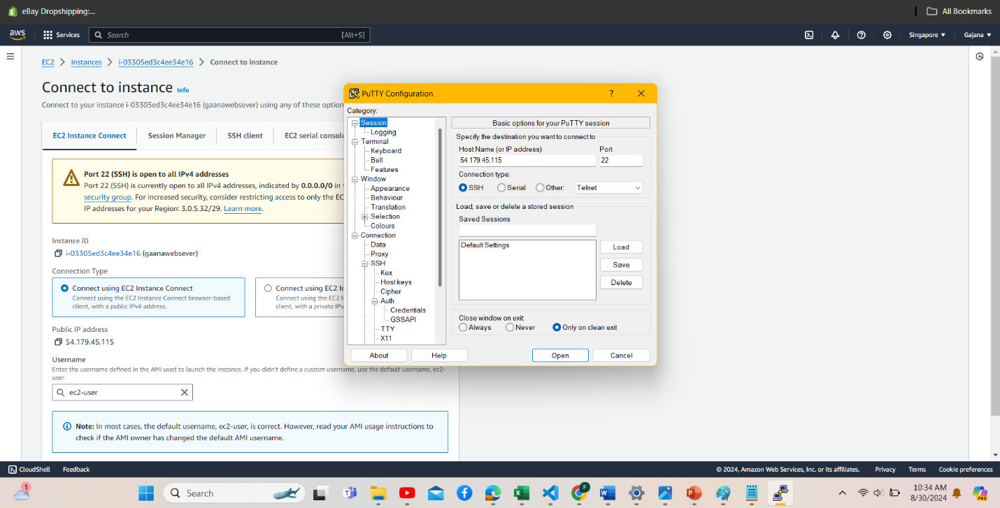 eBay Dropshipping:...
All Bookmarks
aws
Services
Search
[Alt+S]
Singapore
Gajana
EC2
Instances
i-03305ed3c4ee34e16
Connect to instance
Connect to instance Info
Connect to your instance i-03305ed3c4ee34e16 (gaanawebsever) using any of these option
EC2 Instance Connect
Session Manager
SSH client
EC2 serial console
Port 22 (SSH) is open to all IPv4 addresses
Port 22 (SSH) is currently open to all IPv4 addresses, indicated by 0.0.0.0/0 in
security group. For increased security, consider restricting access to only the EC
IP addresses for your Region: 3.0.5.32/29. Learn more.
Instance ID
i-03305ed3c4ee34e16 (gaanawebsever)
Connection Type
Connect using EC2 Instance Connect
Connect using the EC2 Instance Connect browser-based
client, with a public IPv4 address.
Connect using EC2 I
Connect using the EC2 I
client, with a private IPv
Public IP address
54.179.45.115
Username
Enter the username defined in the AMI used to launch the instance. If you didn't define a custom username, use the default username, ec2-
user.
ec2-user
Note: In most cases, the default username, ec2-user, is correct. However, read your AMI usage instructions to
check if the AMI owner has changed the default AMI username.
PuTTY Configuration
?
Category:
Session
Logging
Terminal
Keyboard
Bell
Features
Window
Appearance
Behaviour
Translation
Selection
Colours
Connection
Data
Proxy
SSH
Kex
Host keys
Cipher
Auth
Credentials
GSSAPI
TTY
X11
Basic options for your PuTTY session
Specify the destination you want to connect to
Host Name (or IP address)
Port
54.179.45.115
22
Connection type:
SSH
Serial
Other:
Telnet
Load, save or delete a stored session
Saved Sessions
Default Settings
Load
Save
Delete
Close window on exit:
Always
Never
Only on clean exit
About
Help
Open
Cancel
CloudShell
Feedback
© 2024, Amazon Web Services, Inc. or its affiliates.
Privacy
Terms
Cookie preferences
1
Search
F
10:34 AM
8/30/2024
PRE